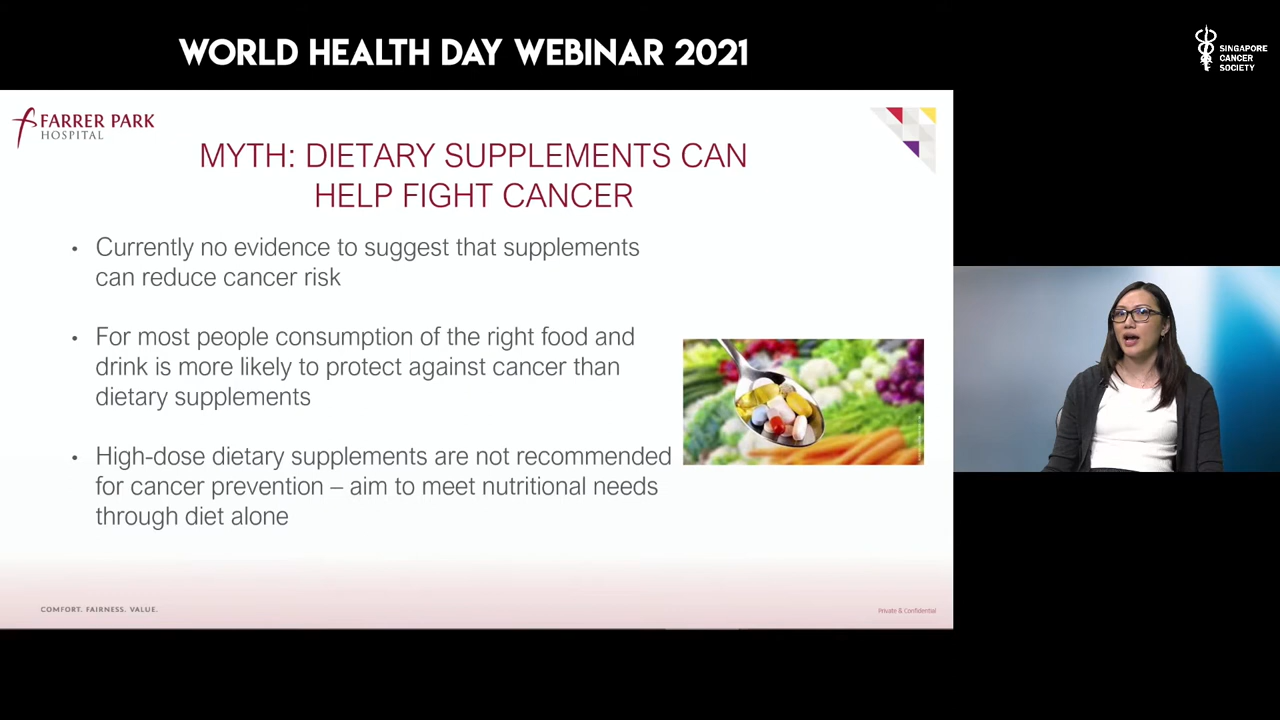 WORLD HEALTH DAY WEBINAR 2021
SINGAPORE
CANCER
SOCIETY
FARRER PARK
HOSPITAL
MYTH: DIETARY SUPPLEMENTS CAN
HELP FIGHT CANCER
• Currently no evidence to suggest that supplements
can reduce cancer risk
• For most people consumption of the right food and
drink is more likely to protect against cancer than
dietary supplements
• High-dose dietary supplements are not recommended
for cancer prevention – aim to meet nutritional needs
through diet alone
COMFORT. FAIRNESS. VALUE.
Private & Confidential